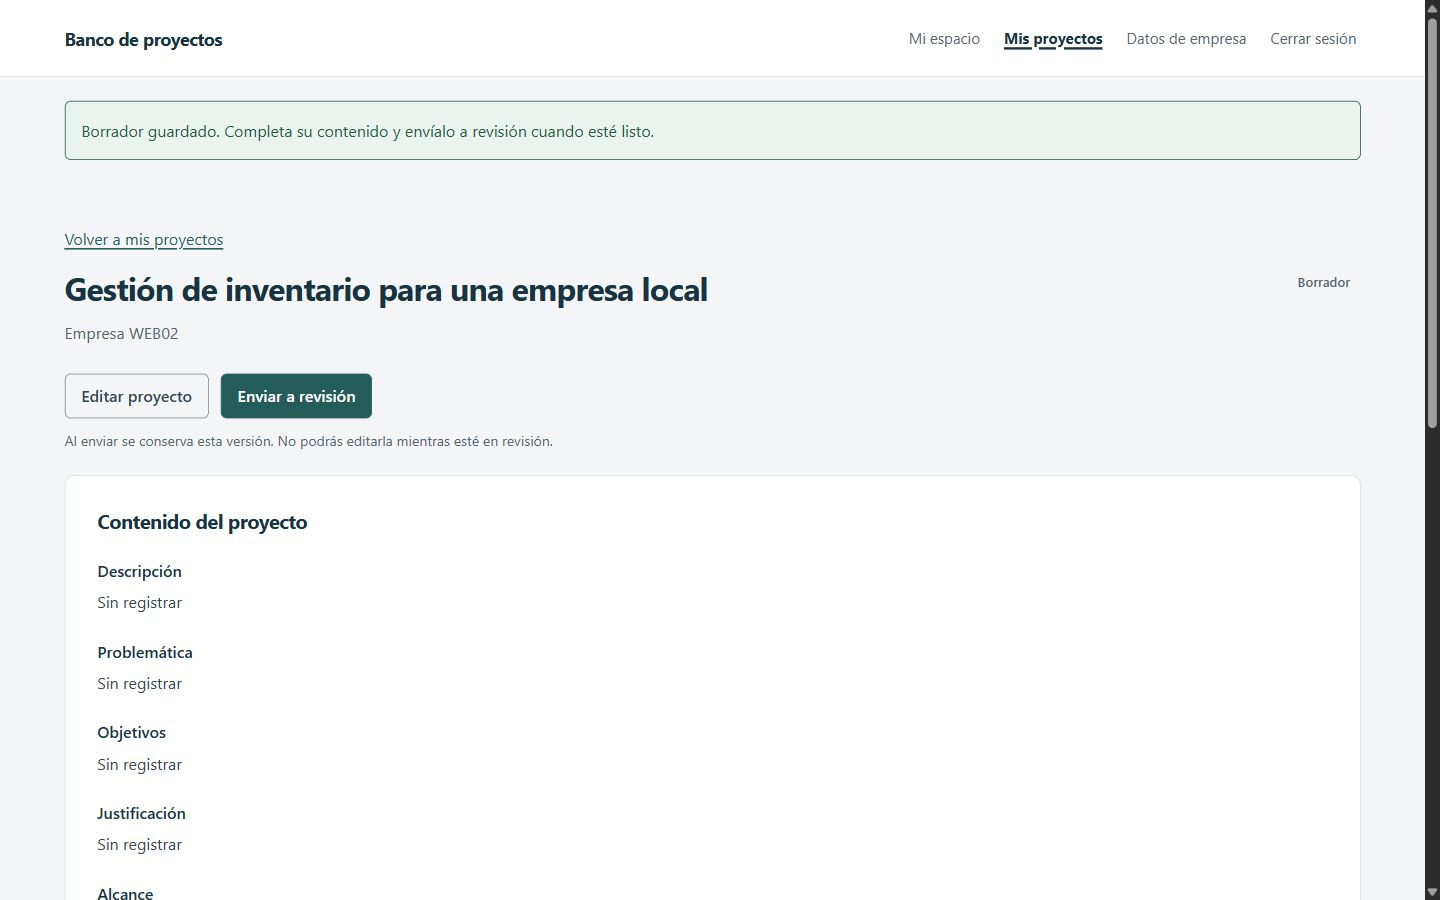 Banco de proyectos
Mi espacio
Mis proyectos
Datos de empresa
Cerrar sesión
Borrador guardado. Completa su contenido y envíalo a revisión cuando esté listo.
Volver a mis proyectos
Gestión de inventario para una empresa local
Borrador
Empresa WEB02
Editar proyecto
Enviar a revisión
Al enviar se conserva esta versión. No podrás editarla mientras esté en revisión.
Contenido del proyecto
Descripción
Sin registrar
Problemática
Sin registrar
Objetivos
Sin registrar
Justificación
Sin registrar
Alcance